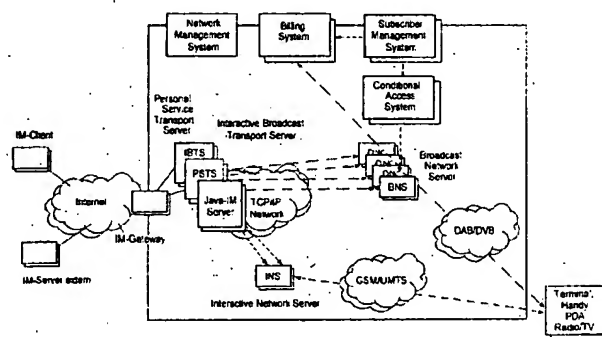 Network
Management
System
Billing
System
Subscriber
Management
System
Conditional
Access
System
Personal
Service
Transport
Server
Interactive Broadcast
Transport Server
IM-Client
IBTS
PSTS
Java-IM
Server
TCP/IP
Network
Broadcast
Network
Server
BNS
Internet
IM-Gateway
IM-Server extern
INS
Interactive Network Server
GSM/UMTS
DAB/DVB
Terminal,
Handy
PDA
Radio/TV